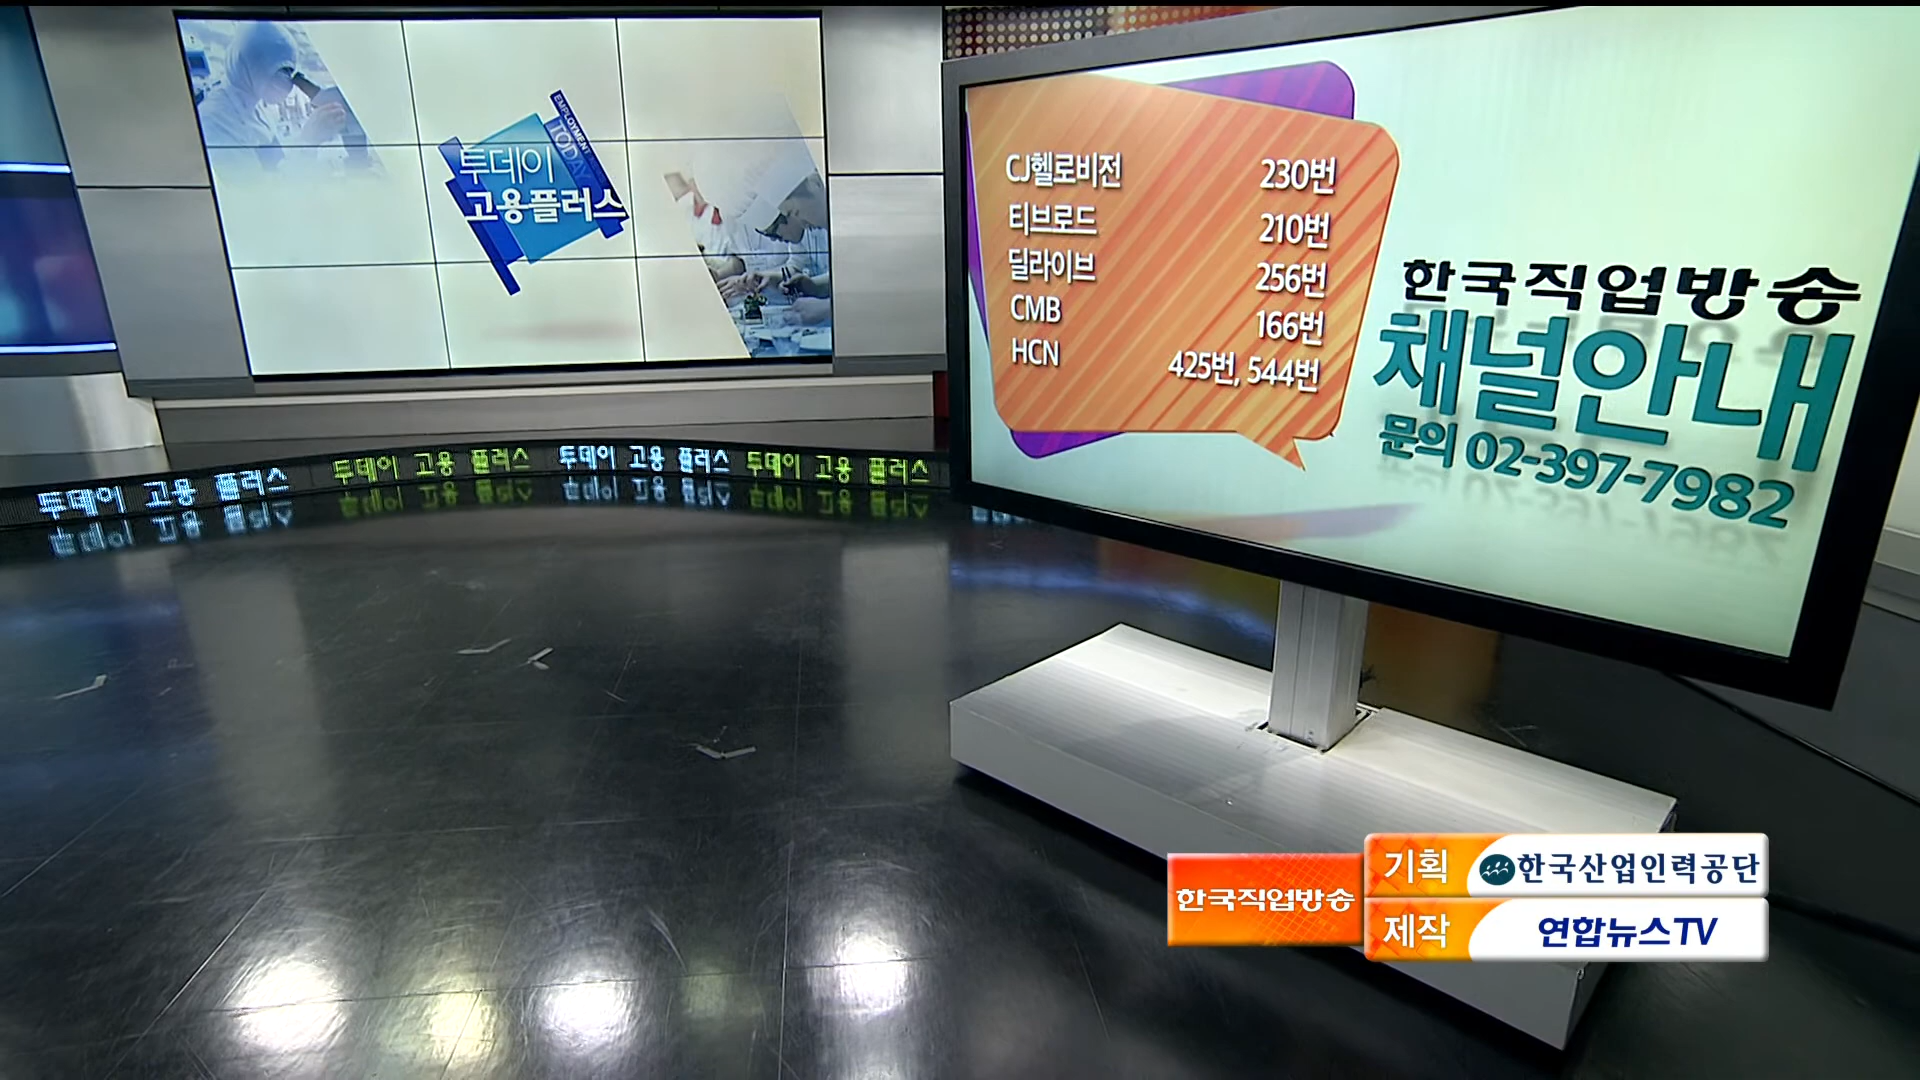 EMPLOYMENT
TODAY
투데이
고용플러스
CJ헬로비전 230번
티브로드 210번
딜라이브 256번
CMB 166번
HCN 425번, 544번
한국직업방송
채널안내
문의 02-397-7982
투데이 고용 플러스 투데이 고용 플러스 투데이 고용 플러스 투데이 고용 플러스
한국직업방송
기획 한국산업인력공단
제작 연합뉴스TV